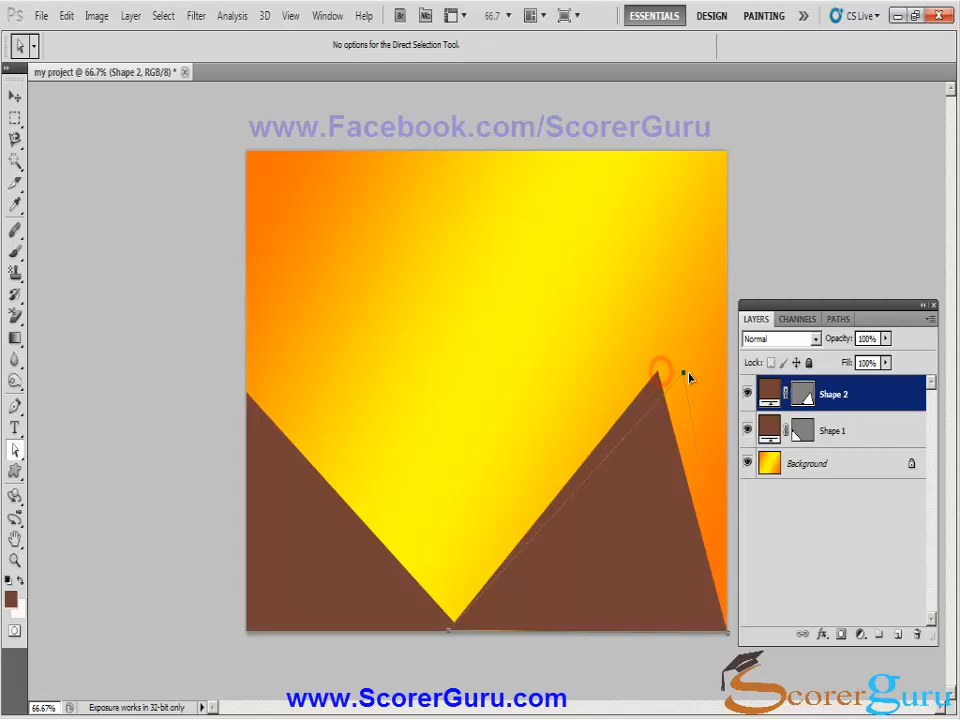 Ps File Edit Image Layer Select Filter Analysis 3D View Window Help Br Mb 66.7 ESSENTIALS DESIGN PAINTING CS Live
No options for the Direct Selection Tool.
my project @ 66.7% (Shape 2, RGB/8) *
www.Facebook.com/ScorerGuru
LAYERS CHANNELS PATHS
Normal Opacity: 100%
Lock: Fill: 100%
Shape 2
Shape 1
Background
T
fx
66.67% Exposure works in 32-bit only
www.ScorerGuru.com
Scorerguru